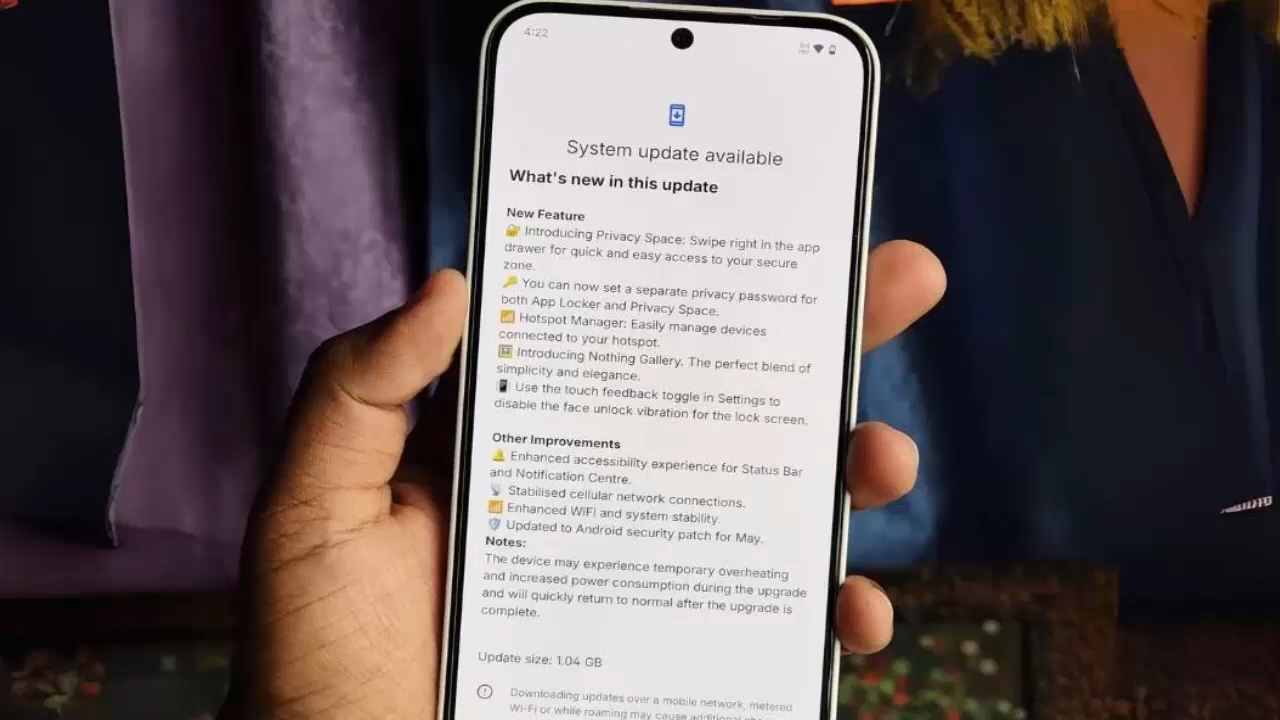 4:22
System update available
What's new in this update
New Feature
🔐 Introducing Privacy Space: Swipe right in the app
drawer for quick and easy access to your secure
zone.
🔑 You can now set a separate privacy password for
both App Locker and Privacy Space.
📶 Hotspot Manager: Easily manage devices
connected to your hotspot.
🖼️ Introducing Nothing Gallery. The perfect blend of
simplicity and elegance.
📳 Use the touch feedback toggle in Settings to
disable the face unlock vibration for the lock screen.
Other Improvements
🔔 Enhanced accessibility experience for Status Bar
and Notification Centre.
📡 Stabilised cellular network connections.
📶 Enhanced WiFi and system stability.
🛡️ Updated to Android security patch for May.
Notes:
The device may experience temporary overheating
and increased power consumption during the upgrade
and will quickly return to normal after the upgrade is
complete.
Update size: 1.04 GB
Downloading updates over a mobile network, metered
Wi-Fi or while roaming may cause additional